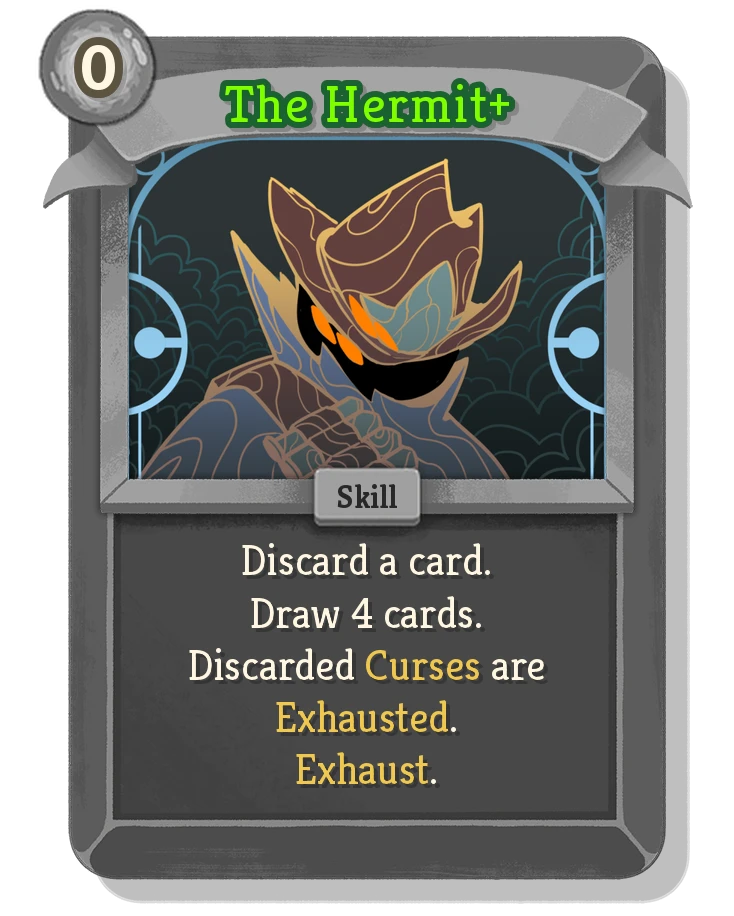 0
The Hermit+
Skill
Discard a card.
Draw 4 cards.
Discarded Curses are
Exhausted.
Exhaust.